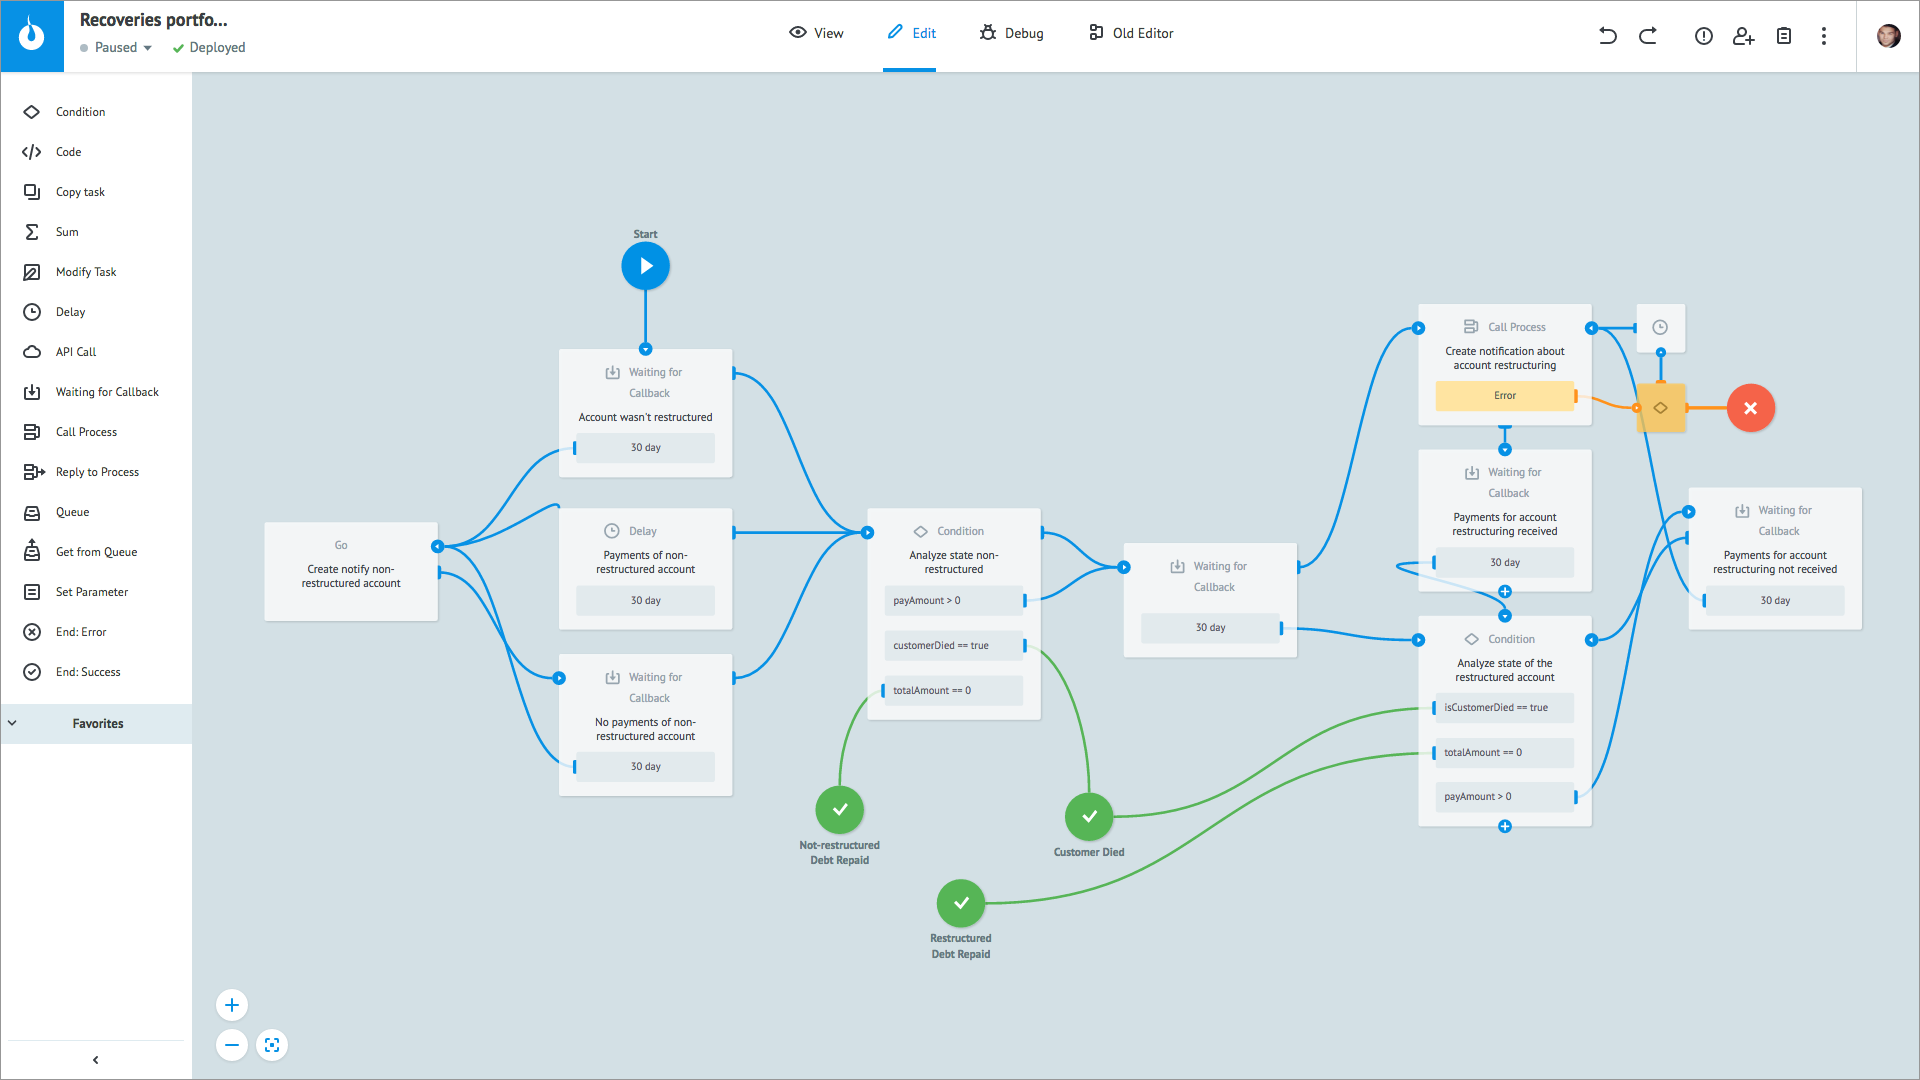 Recoveries portfo...
Paused
Deployed
View
Edit
Debug
Old Editor
Condition
Code
Copy task
Sum
Modify Task
Delay
API Call
Waiting for Callback
Call Process
Reply to Process
Queue
Get from Queue
Set Parameter
End: Error
End: Success
Favorites
Start
Waiting for
Callback
Account wasn't restructured
30 day
Go
Create notify non-
restructured account
Delay
Payments of non-
restructured account
30 day
Waiting for
Callback
No payments of non-
restructured account
30 day
Condition
Analyze state non-
restructured
payAmount > 0
customerDied == true
totalAmount == 0
Not-restructured
Debt Repaid
Customer Died
Restructured
Debt Repaid
Waiting for
Callback
30 day
Call Process
Create notification about
account restructuring
Error
Waiting for
Callback
Payments for account
restructuring received
30 day
Condition
Analyze state of the
restructured account
isCustomerDied == true
totalAmount == 0
payAmount > 0
Waiting for
Callback
Payments for account
restructuring not received
30 day